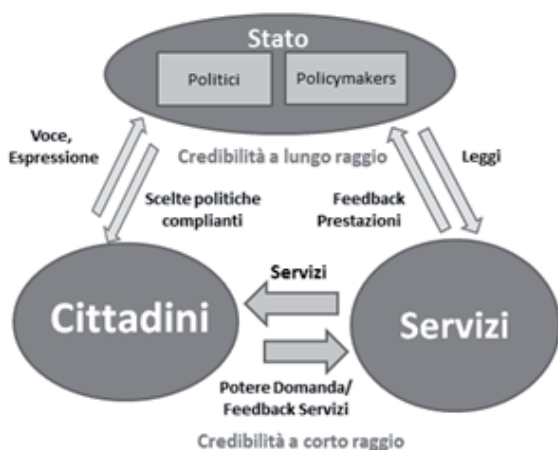 Stato
Politici
Policymakers
Voce,
Espressione
Credibilità a lungo raggio
Leggi
Scelte politiche
complianti
Feedback
Prestazioni
Cittadini
Servizi
Servizi
Potere Domanda/
Feedback Servizi
Credibilità a corto raggio